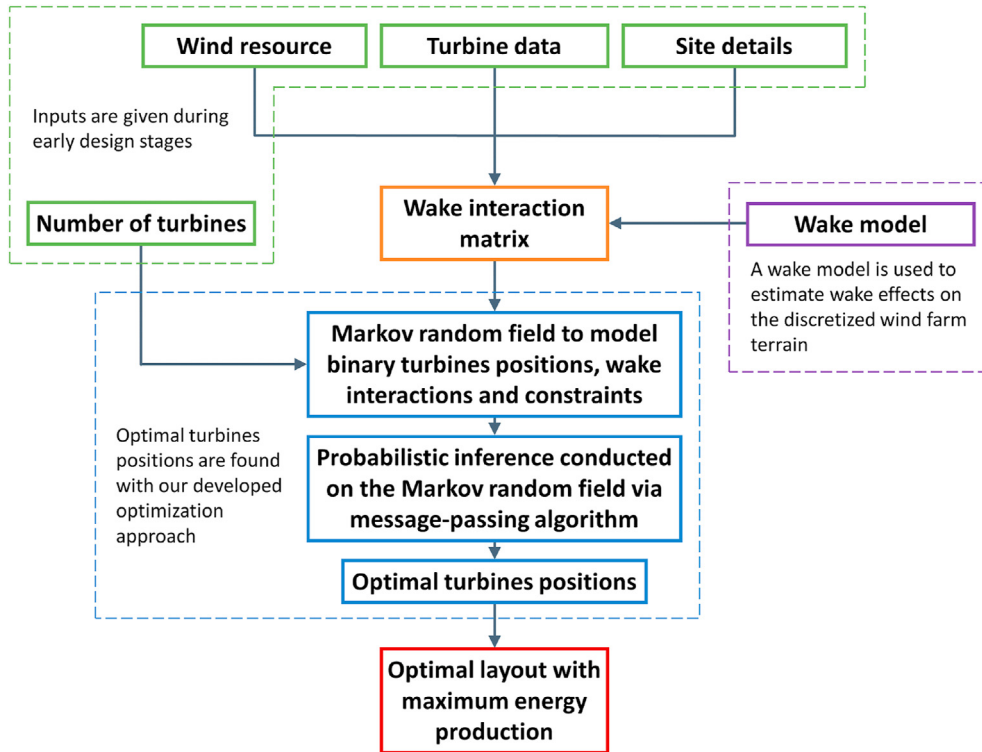 Wind resource
Turbine data
Site details
Inputs are given during
early design stages
Number of turbines
Wake interaction
matrix
Wake model
A wake model is used to
estimate wake effects on
the discretized wind farm
terrain
Markov random field to model
binary turbines positions, wake
interactions and constraints
Optimal turbines
positions are found
with our developed
optimization
approach
Probabilistic inference conducted
on the Markov random field via
message-passing algorithm
Optimal turbines positions
Optimal layout with
maximum energy
production